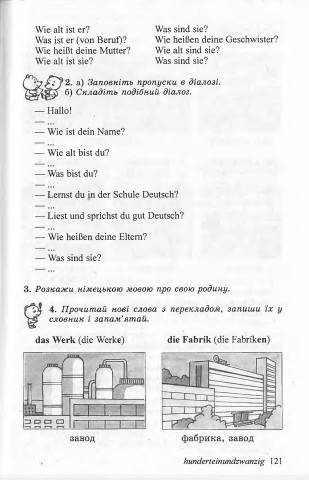 Wie alt ist er?
Was ist er (von Beruf)?
Wie heißt deine Mutter?
Wie alt ist sie?
Was sind sie?
Wie heißen deine Geschwister?
Wie alt sind sie?
Was sind sie?
2. а) Заповніть пропуски в діалозі.
б) Складіть подібний діалог.
— Hallo!
— ...
— Wie ist dein Name?
— ...
— Wie alt bist du?
— ...
— Was bist du?
— ...
— Lernst du in der Schule Deutsch?
— ...
— Liest und sprichst du gut Deutsch?
— ...
— Wie heißen deine Eltern?
— ...
— Was sind sie?
— ...
3. Розкажи німецькою мовою про свою родину.
4. Прочитай нові слова з перекладом, запиши їх у
словник і запам'ятай.
das Werk (die Werke)
die Fabrik (die Fabriken)
завод
фабрика, завод
hunderteinundzwanzig 121